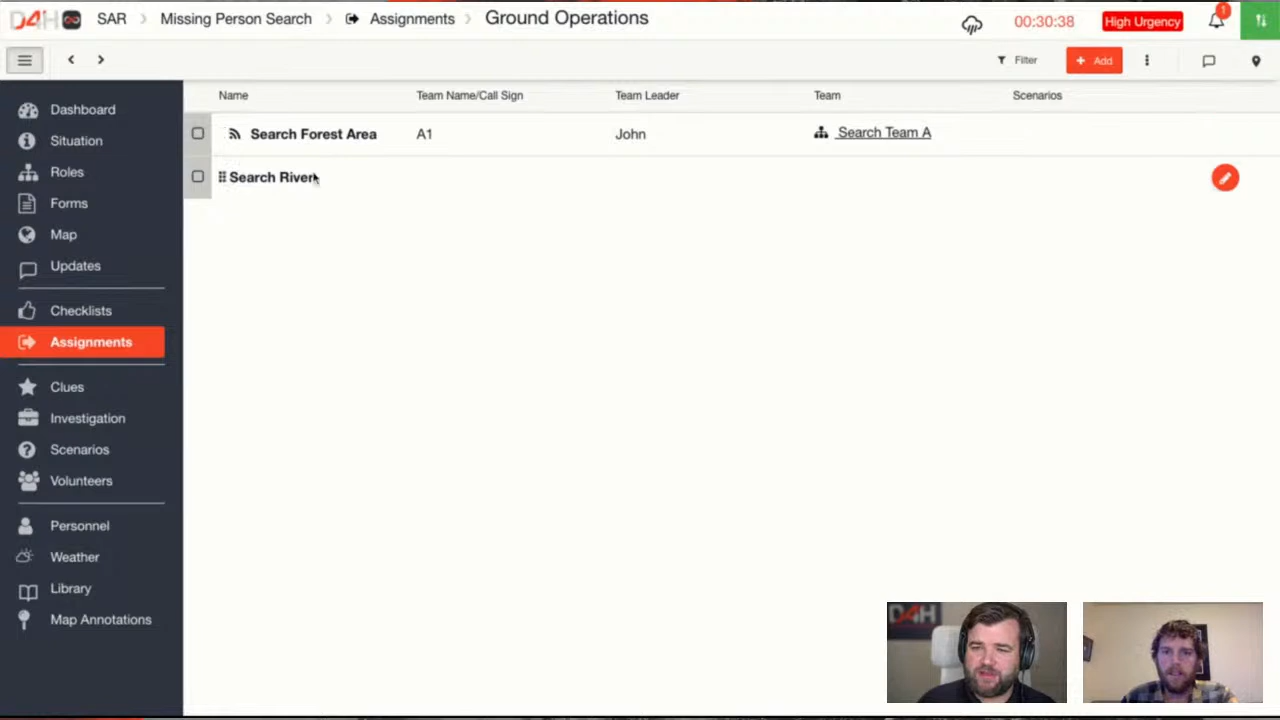 D4H SAR Missing Person Search Assignments Ground Operations 00:30:38 High Urgency 1
Filter + Add
Name Team Name/Call Sign Team Leader Team Scenarios
Search Forest Area A1 John Search Team A
Search River
Dashboard
Situation
Roles
Forms
Map
Updates
Checklists
Assignments
Clues
Investigation
Scenarios
Volunteers
Personnel
Weather
Library
Map Annotations
D4H